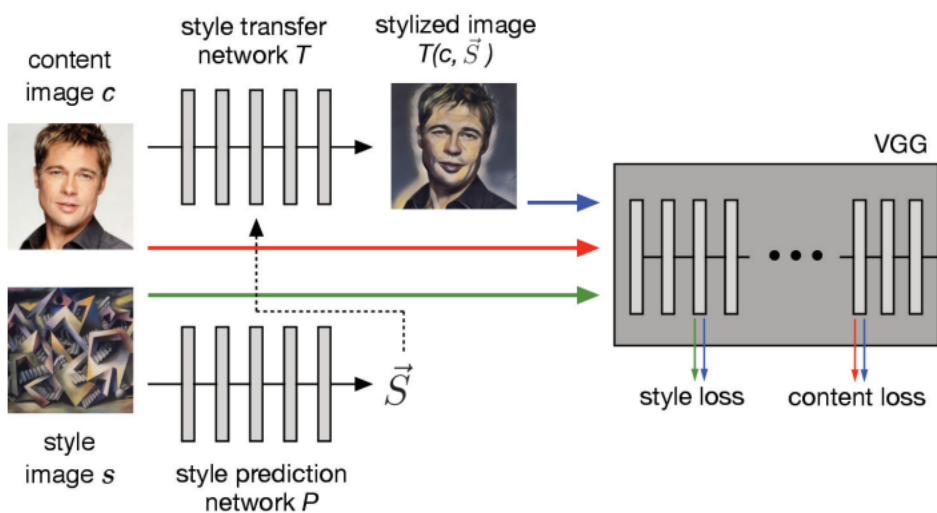 style transfer
network T
stylized image
T(c, S⃗ )
content
image c
VGG
style loss
content loss
S⃗
style
image s
style prediction
network P